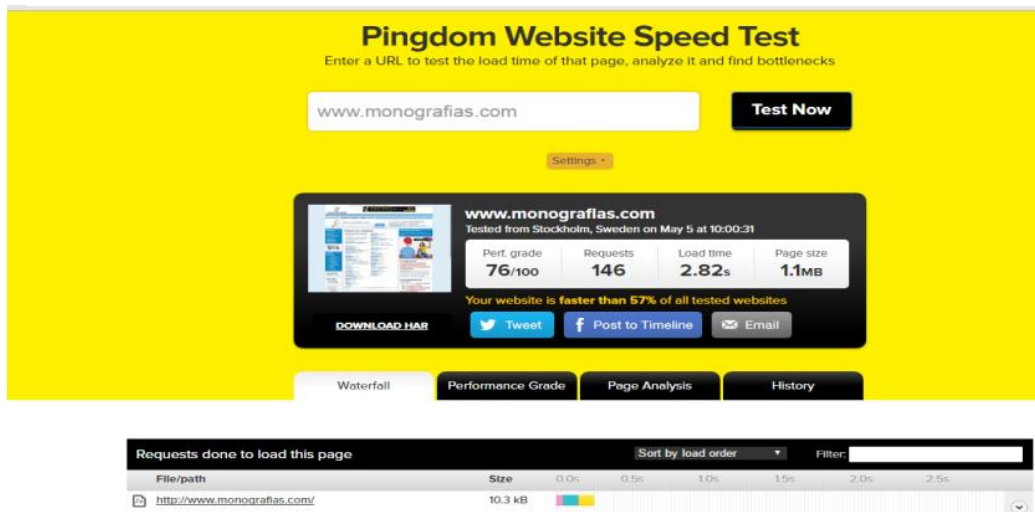 Pingdom Website Speed Test
Enter a URL to test the load time of that page, analyze it and find bottlenecks
www.monografias.com
Test Now
Settings
www.monografias.com
Tested from Stockholm, Sweden on May 5 at 10:00:31
Perf. grade Requests Load time Page size
76/100 146 2.82s 1.1MB
Your website is faster than 57% of all tested websites
DOWNLOAD HAR Tweet Post to Timeline Email
Waterfall Performance Grade Page Analysis History
Requests done to load this page Sort by load order Filter:
File/path Size 0.0s 0.5s 1.0s 1.5s 2.0s 2.5s
http://www.monografias.com/ 10.3 kB